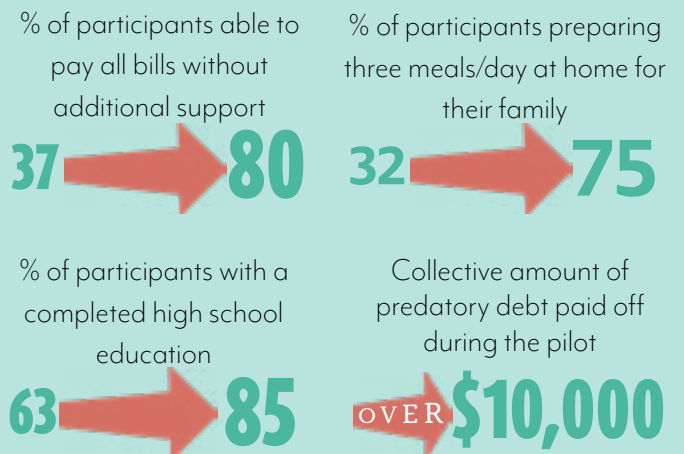 % of participants able to
pay all bills without
additional support
37 80
% of participants preparing
three meals/day at home for
their family
32 75
% of participants with a
completed high school
education
63 85
Collective amount of
predatory debt paid off
during the pilot
OVER $10,000